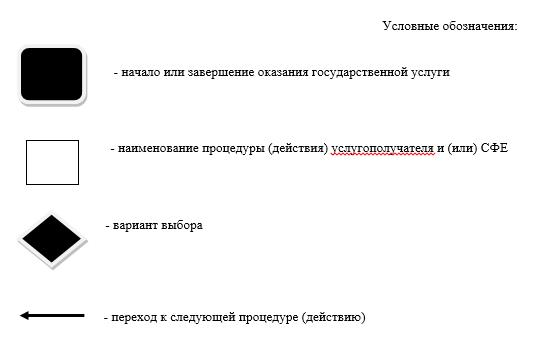 Условные обозначения:
- начало или завершение оказания государственной услуги
- наименование процедуры (действия) услугополучателя и (или) СФЕ
- вариант выбора
- переход к следующей процедуре (действию)